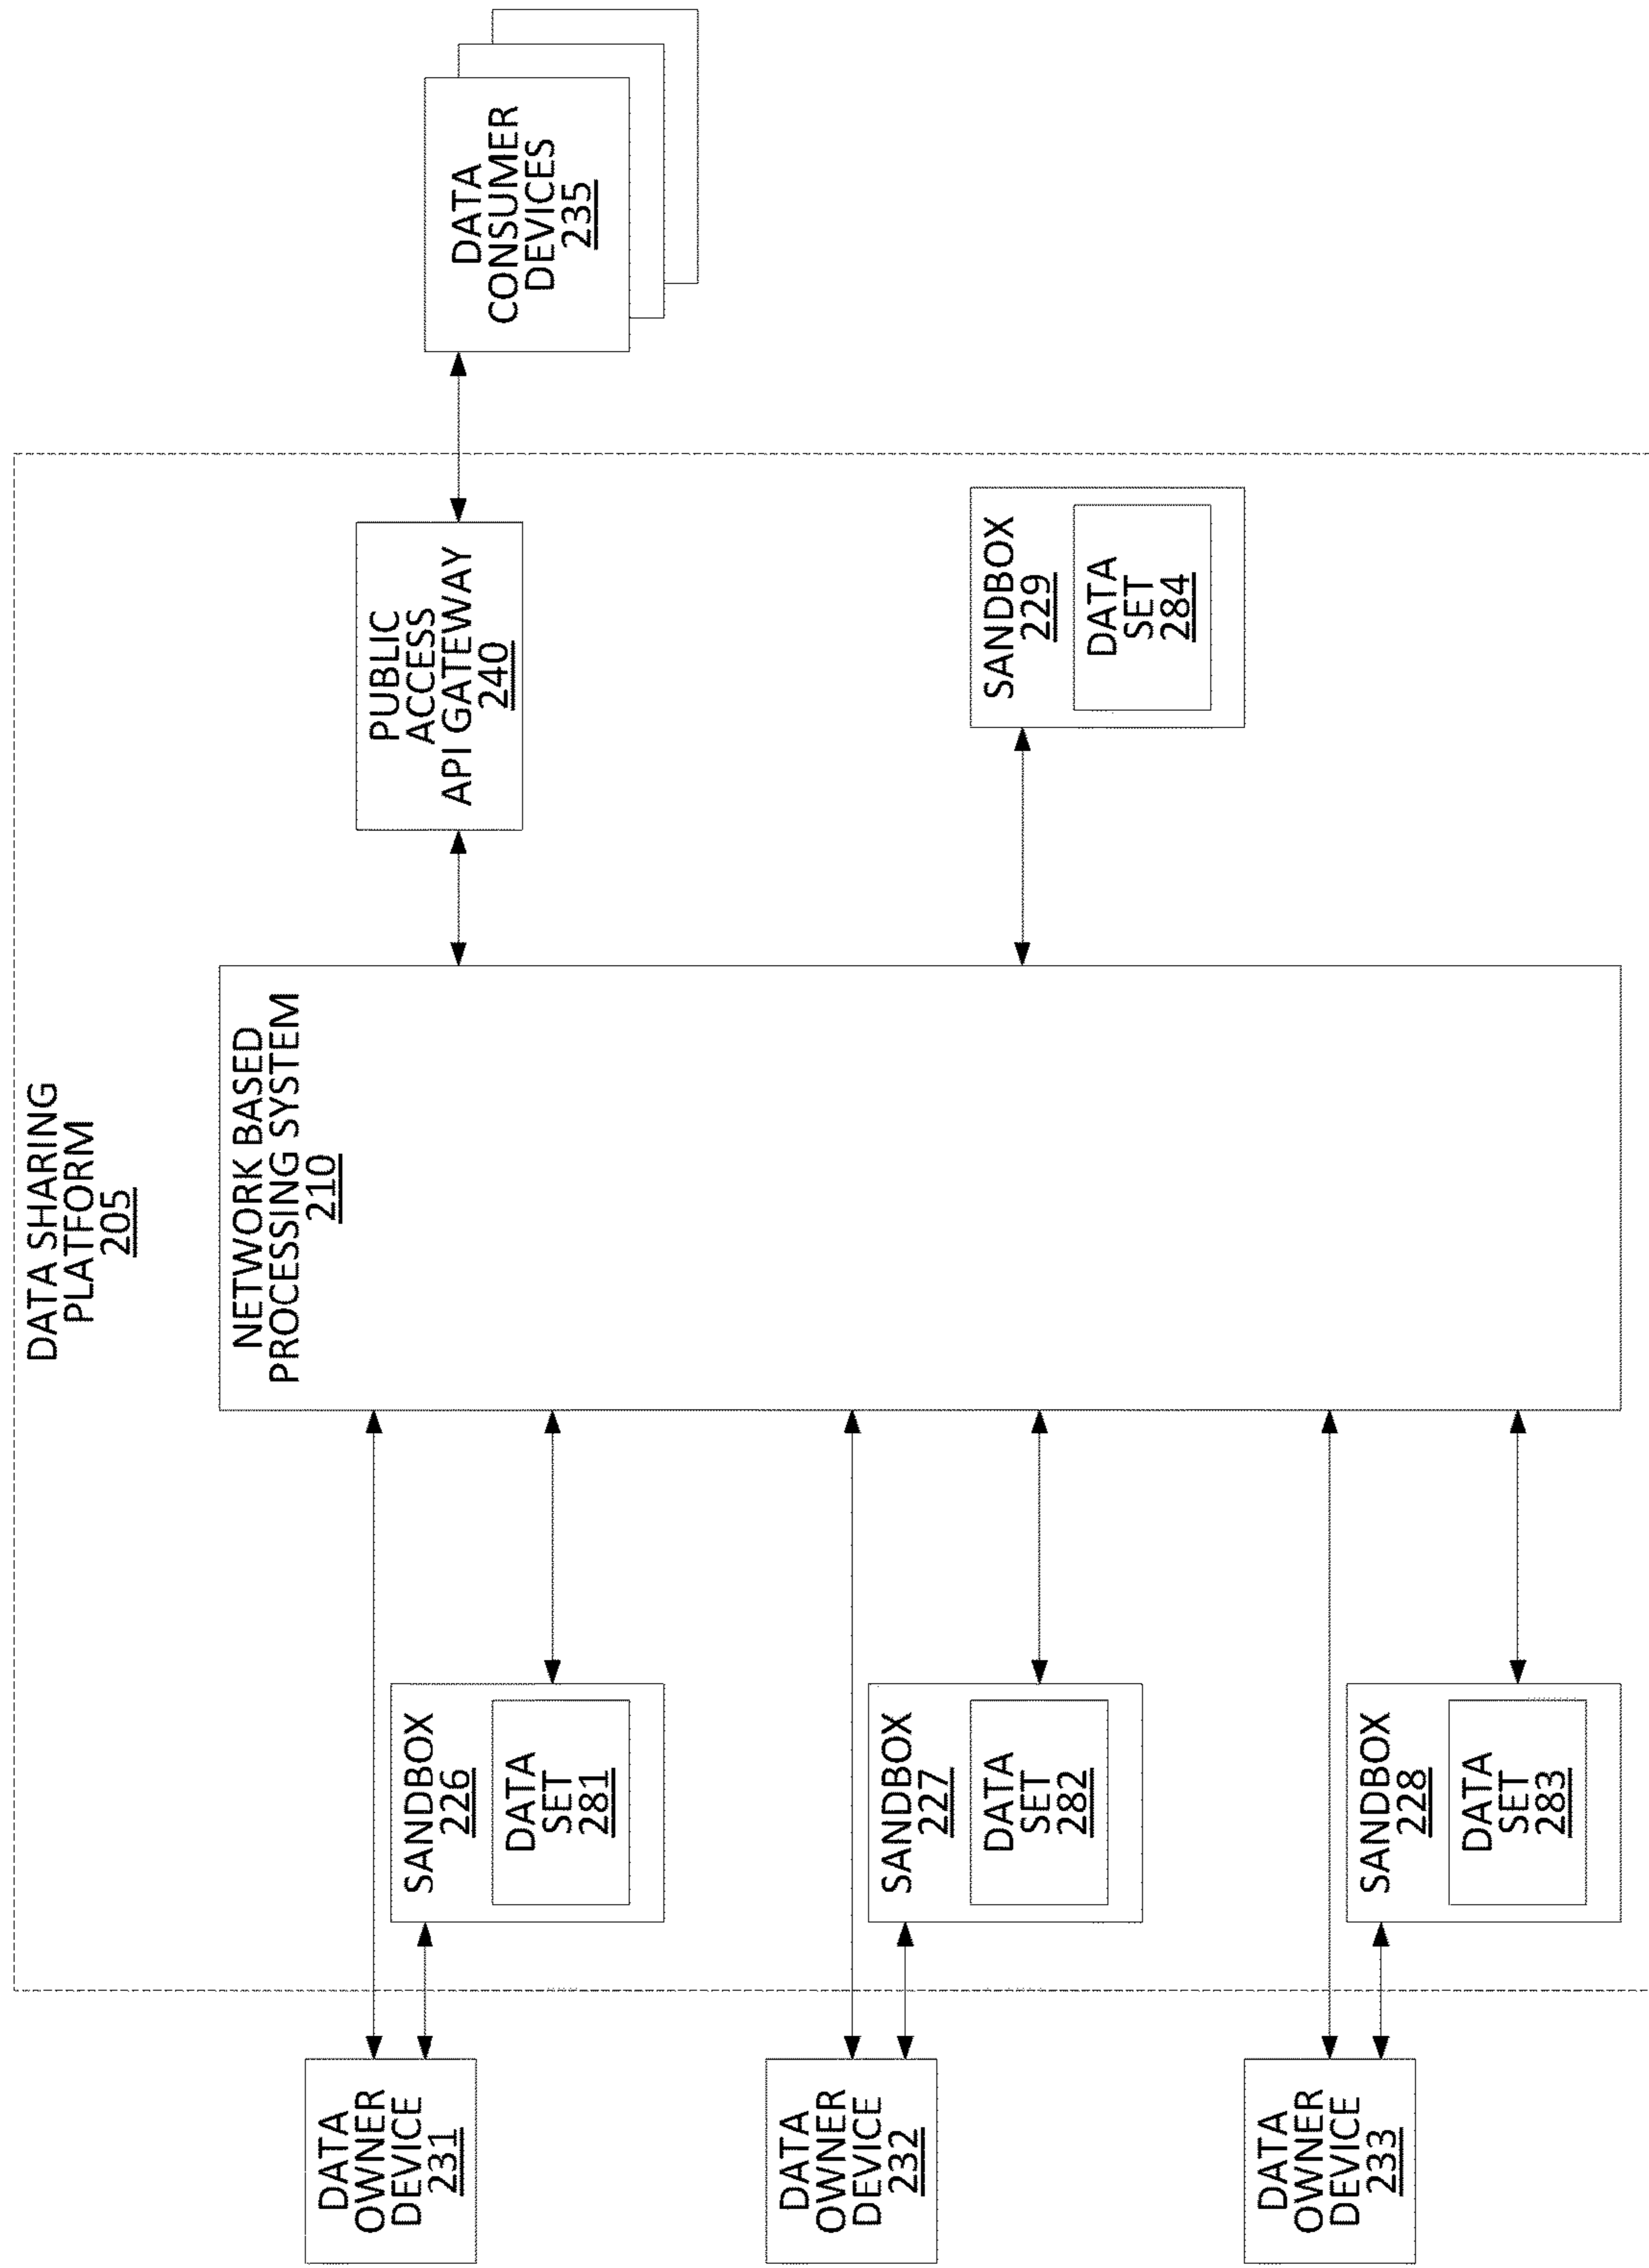 DATA SHARING
PLATFORM
205
DATA
OWNER
DEVICE
231
SANDBOX
226
DATA
SET
281
NETWORK BASED
PROCESSING SYSTEM
210
PUBLIC
ACCESS
API GATEWAY
240
DATA
CONSUMER
DEVICES
235
DATA
OWNER
DEVICE
232
SANDBOX
227
DATA
SET
282
SANDBOX
229
DATA
SET
284
DATA
OWNER
DEVICE
233
SANDBOX
228
DATA
SET
283